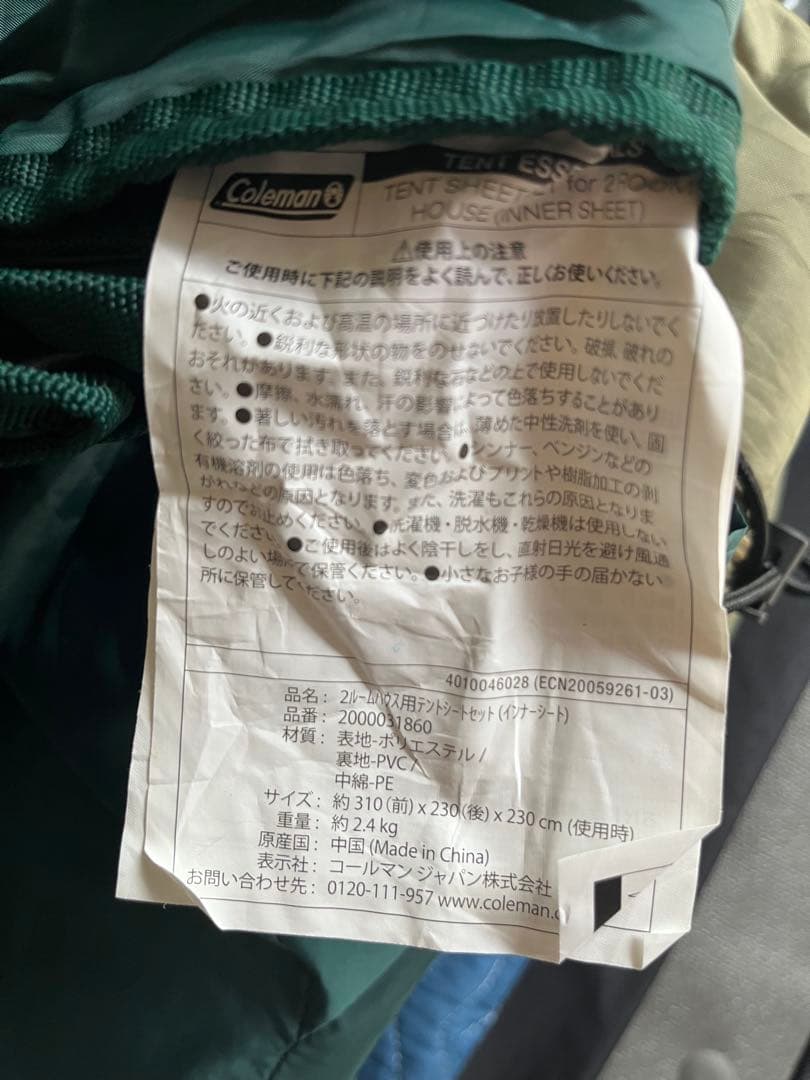 Coleman
TENT ESS
TENT SHEET for 2ROOM
HOUSE (INNER SHEET)
⚠使用上の注意
ご使用時に下記の説明をよく読んで、正しくお使いください。
●火の近くおよび高温の場所に近づけたり放置したりしないでく
ださい。●鋭利な形状の物をのせないでください。破損、破れの
おそれがあります。また、鋭利な石などの上で使用しないでくだ
さい。●摩擦、水濡れ、汗の影響によって色落ちすることがあり
ます。●著しい汚れを落とす場合は、薄めた中性洗剤を使い、固
く絞った布で拭き取ってください。●シンナー、ベンジンなどの
有機溶剤の使用は色落ち、変色およびプリントや樹脂加工の剥
がれなどの原因となります。また、洗濯もこれらの原因となりま
すのでお止めください。●洗濯機・脱水機・乾燥機は使用しない
でください。●ご使用後はよく陰干しをし、直射日光を避け風通
しのよい場所で保管ください。●小さなお子様の手の届かない
所に保管してください。
4010046028 (ECN20059261-03)
品名：2ルームハウス用テントシートセット(インナーシート)
品番：2000031860
材質：表地-ポリエステル /
裏地-PVC /
中綿-PE
サイズ：約 310(前) x 230(後) x 230 cm (使用時)
重量：約 2.4 kg
原産国：中国 (Made in China)
表示社：コールマン ジャパン株式会社
お問い合わせ先：0120-111-957 www.coleman.c